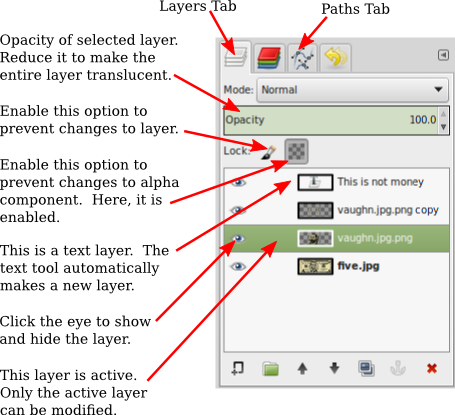 Layers Tab
Paths Tab
Opacity of selected layer.
Reduce it to make the
entire layer translucent.
Mode: Normal
Opacity 100.0
Enable this option to
prevent changes to layer.
Lock:
Enable this option to
prevent changes to alpha
component.  Here, it is
enabled.
This is not money
vaughn.jpg.png copy
vaughn.jpg.png
five.jpg
This is a text layer.  The
text tool automatically
makes a new layer.
Click the eye to show
and hide the layer.
This layer is active.
Only the active layer
can be modified.